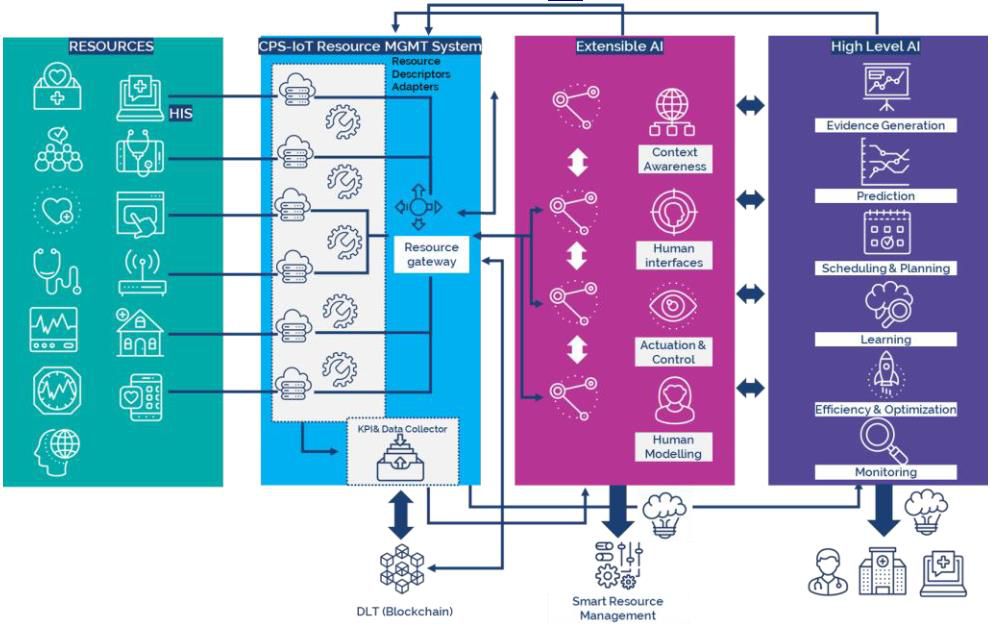 RESOURCES
HIS
CPS-IoT Resource MGMT System
Resource
Descriptors
Adapters
Resource
gateway
KPI& Data Collector
DLT (Blockchain)
Extensible AI
Context
Awareness
Human
interfaces
Actuation &
Control
Human
Modelling
Smart Resource
Management
High Level AI
Evidence Generation
Prediction
Scheduling & Planning
Learning
Efficiency & Optimization
Monitoring